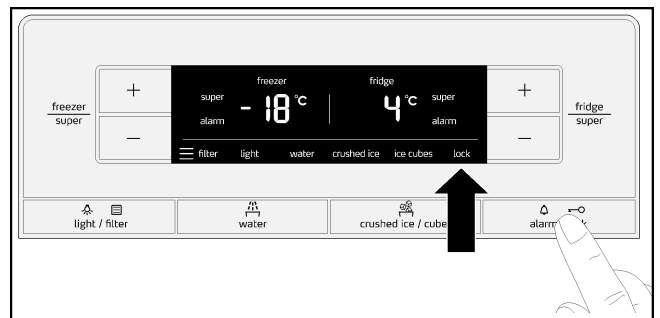 freezer fridge
super -18°C 4°C super
alarm alarm
freezer
super
+
−
+
−
fridge
super
filter light water crushed ice ice cubes lock
light / filter water crushed ice / cube alarm